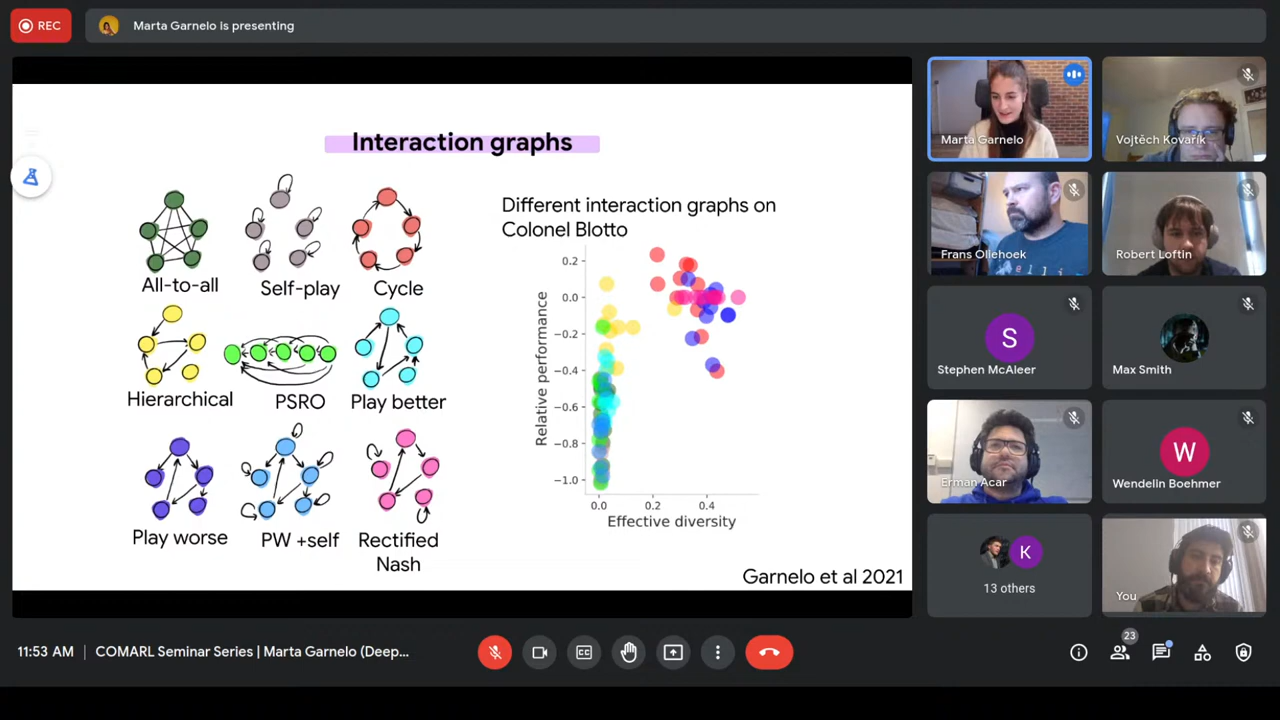 REC
Marta Garnelo is presenting
Interaction graphs
All-to-all
Self-play
Cycle
Hierarchical
PSRO
Play better
Play worse
PW +self
Rectified
Nash
Different interaction graphs on
Colonel Blotto
Relative performance
0.2
0.0
−0.2
−0.4
−0.6
−0.8
−1.0
0.0
0.2
0.4
Effective diversity
Garnelo et al 2021
Marta Garnelo
Vojtěch Kovařík
Frans Oliehoek
Robert Loftin
S
Stephen McAleer
Max Smith
Erman Acar
W
Wendelin Boehmer
K
13 others
You
11:53 AM
COMARL Seminar Series | Marta Garnelo (Deep...
23